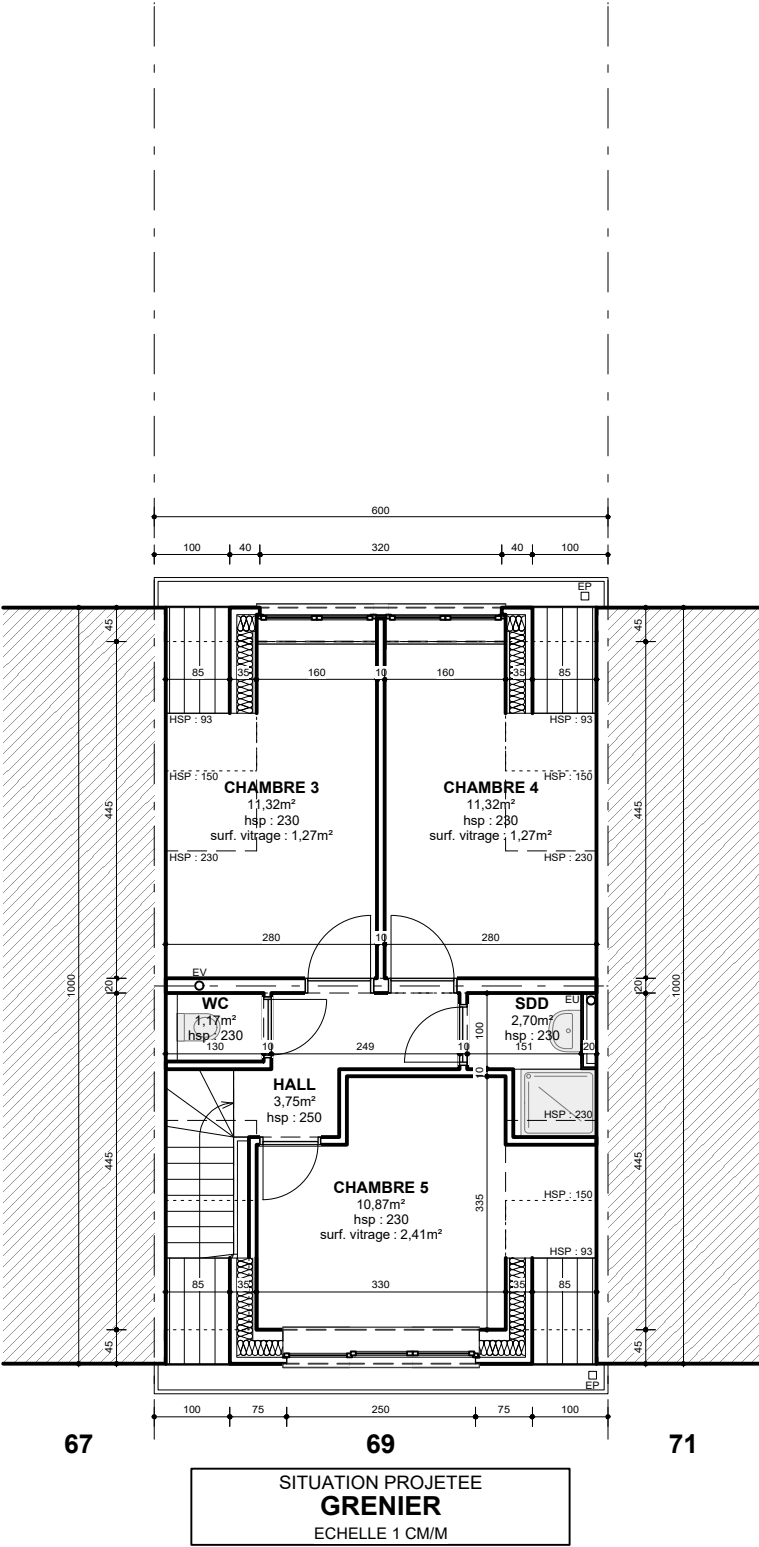 600
100 40 320 40 100
EP
45 45
85 35 160 10 160 35 85
HSP : 93 HSP : 93
HSP : 150 HSP : 150
CHAMBRE 3
11,32m²
hsp : 230
surf. vitrage : 1,27m²
CHAMBRE 4
11,32m²
hsp : 230
surf. vitrage : 1,27m²
445 445
HSP : 230 HSP : 230
280 10 280
1000 20 20 1000
EV
WC
1,17m²
hsp : 230
SDD
2,70m²
hsp : 230
EU
100
130 10 249 10 151 20
10
HALL
3,75m²
hsp : 250
HSP : 230
445 445
CHAMBRE 5
10,87m²
hsp : 230
surf. vitrage : 2,41m²
335
HSP : 150
HSP : 93
85 35 330 35 85
45 45
EP
100 75 250 75 100
67 69 71
SITUATION PROJETEE
GRENIER
ECHELLE 1 CM/M